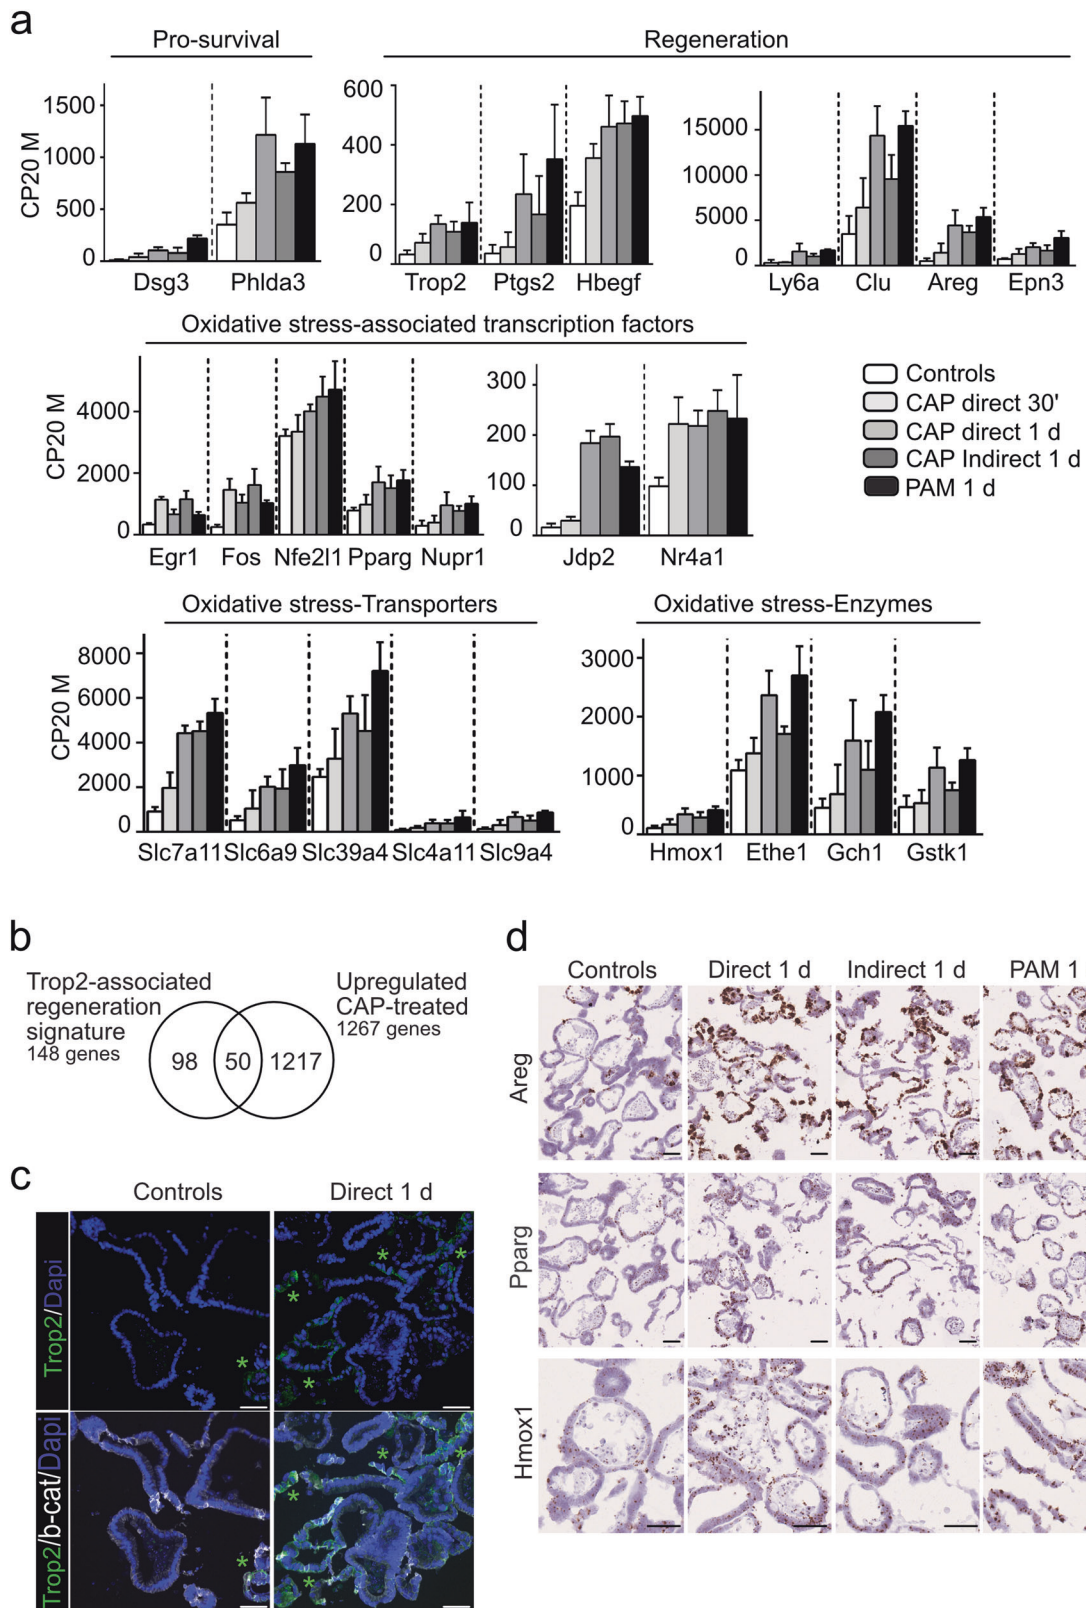 a
Pro-survival
Regeneration
CP20 M
1500
1000
500
0
Dsg3 Phlda3
600
400
200
0
Trop2 Ptgs2 Hbegf
15000
10000
5000
0
Ly6a Clu Areg Epn3
Oxidative stress-associated transcription factors
CP20 M
4000
2000
0
Egr1 Fos Nfe2l1 Pparg Nupr1
300
200
100
0
Jdp2 Nr4a1
Controls
CAP direct 30'
CAP direct 1 d
CAP Indirect 1 d
PAM 1 d
Oxidative stress-Transporters
CP20 M
8000
6000
4000
2000
0
Slc7a11 Slc6a9 Slc39a4 Slc4a11 Slc9a4
Oxidative stress-Enzymes
3000
2000
1000
0
Hmox1 Ethe1 Gch1 Gstk1
b
Trop2-associated
regeneration
signature
148 genes
98 50 1217
Upregulated
CAP-treated
1267 genes
c
Controls Direct 1 d
Trop2/Dapi
* * * * *
Trop2/b-cat/Dapi
* * * * *
d
Controls Direct 1 d Indirect 1 d PAM 1
Areg
Pparg
Hmox1